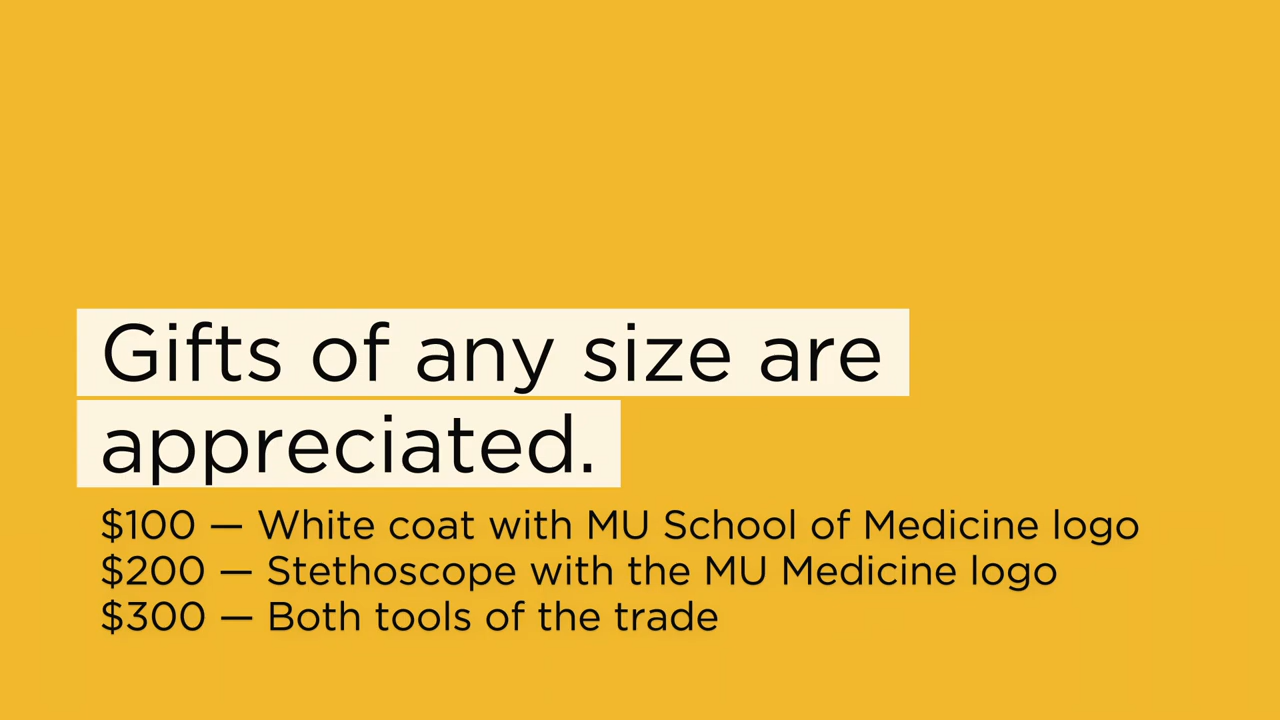 Gifts of any size are
appreciated.
$100 — White coat with MU School of Medicine logo
$200 — Stethoscope with the MU Medicine logo
$300 — Both tools of the trade